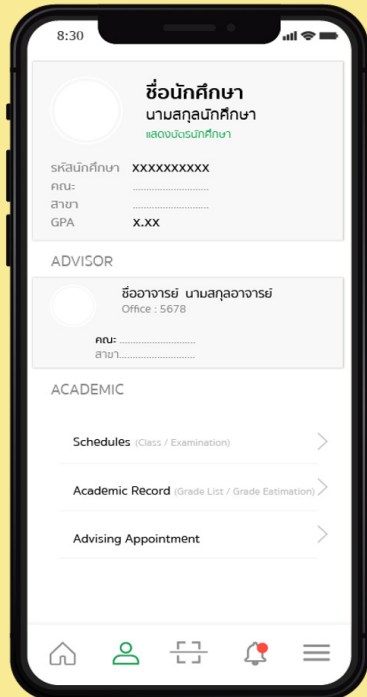 8:30
ชื่อนักศึกษา
นามสกุลนักศึกษา
แสดงบัตรนักศึกษา
รหัสนักศึกษา xxxxxxxxxx
คณะ ............................
สาขา ............................
GPA x.xx
ADVISOR
ชื่ออาจารย์ นามสกุลอาจารย์
Office : 5678
คณะ ............................
สาขา............................
ACADEMIC
Schedules (Class / Examination)
Academic Record (Grade List / Grade Eatimation)
Advising Appointment